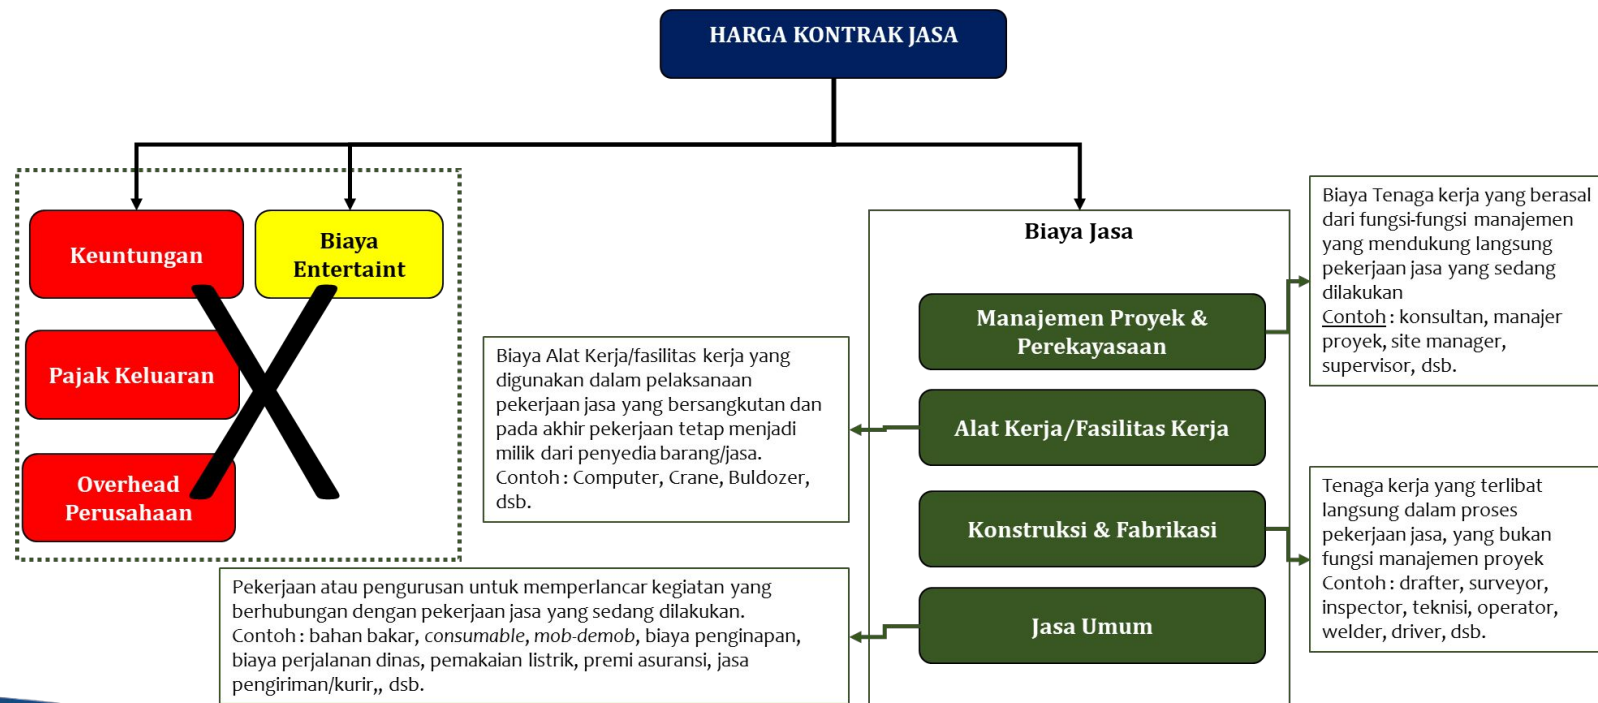 HARGA KONTRAK JASA
Keuntungan
Biaya
Entertaint
Pajak Keluaran
Overhead
Perusahaan
Biaya Jasa
Manajemen Proyek &
Perekayasaan
Alat Kerja/Fasilitas Kerja
Konstruksi & Fabrikasi
Jasa Umum
Biaya Tenaga kerja yang berasal
dari fungsi-fungsi manajemen
yang mendukung langsung
pekerjaan jasa yang sedang
dilakukan
Contoh : konsultan, manajer
proyek, site manager,
supervisor, dsb.
Biaya Alat Kerja/fasilitas kerja yang
digunakan dalam pelaksanaan
pekerjaan jasa yang bersangkutan dan
pada akhir pekerjaan tetap menjadi
milik dari penyedia barang/jasa.
Contoh : Computer, Crane, Buldozer,
dsb.
Tenaga kerja yang terlibat
langsung dalam proses
pekerjaan jasa, yang bukan
fungsi manajemen proyek
Contoh : drafter, surveyor,
inspector, teknisi, operator,
welder, driver, dsb.
Pekerjaan atau pengurusan untuk memperlancar kegiatan yang
berhubungan dengan pekerjaan jasa yang sedang dilakukan.
Contoh : bahan bakar, consumable, mob-demob, biaya penginapan,
biaya perjalanan dinas, pemakaian listrik, premi asuransi, jasa
pengiriman/kurir,, dsb.